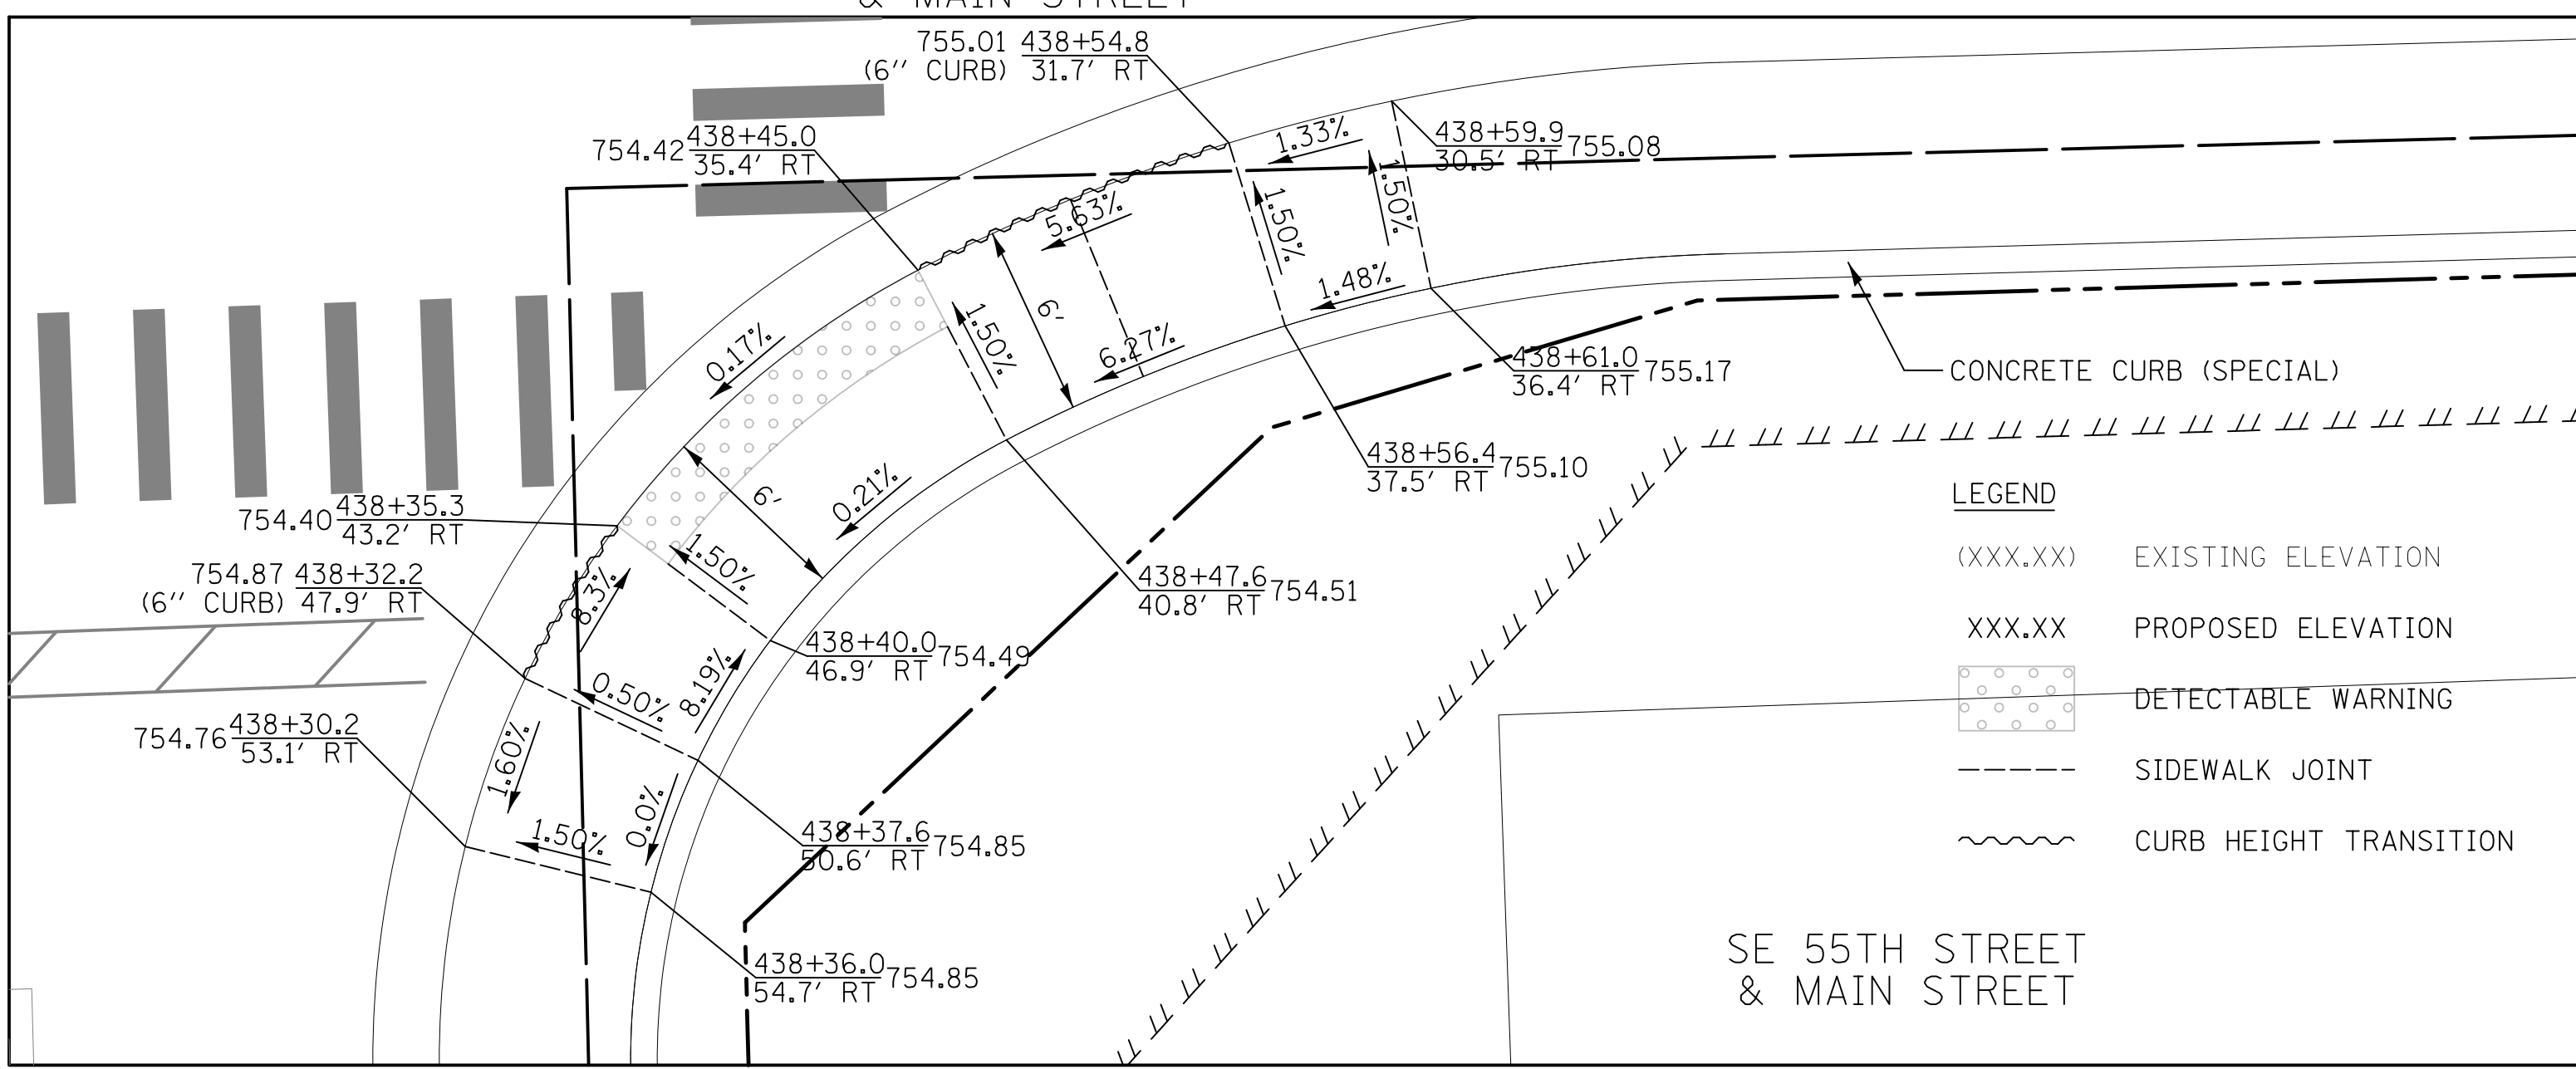 & MAIN STREET
755.01 438+54.8
(6'' CURB) 31.7' RT
754.42 438+45.0
35.4' RT
1.33%
438+59.9 755.08
30.5' RT
5.63%
1.50%
1.50%
1.48%
6'
1.50%
6.27%
0.17%
438+61.0 755.17
36.4' RT
CONCRETE CURB (SPECIAL)
438+56.4 755.10
37.5' RT
0.21%
6'
754.40 438+35.3
43.2' RT
1.50%
754.87 438+32.2
(6'' CURB) 47.9' RT
8.3%
438+47.6 754.51
40.8' RT
438+40.0 754.49
46.9' RT
8.19%
0.50%
754.76 438+30.2
53.1' RT
1.60%
1.50%
0.0%
438+37.6 754.85
50.6' RT
438+36.0 754.85
54.7' RT
LEGEND
(XXX.XX) EXISTING ELEVATION
XXX.XX PROPOSED ELEVATION
DETECTABLE WARNING
SIDEWALK JOINT
CURB HEIGHT TRANSITION
SE 55TH STREET
& MAIN STREET